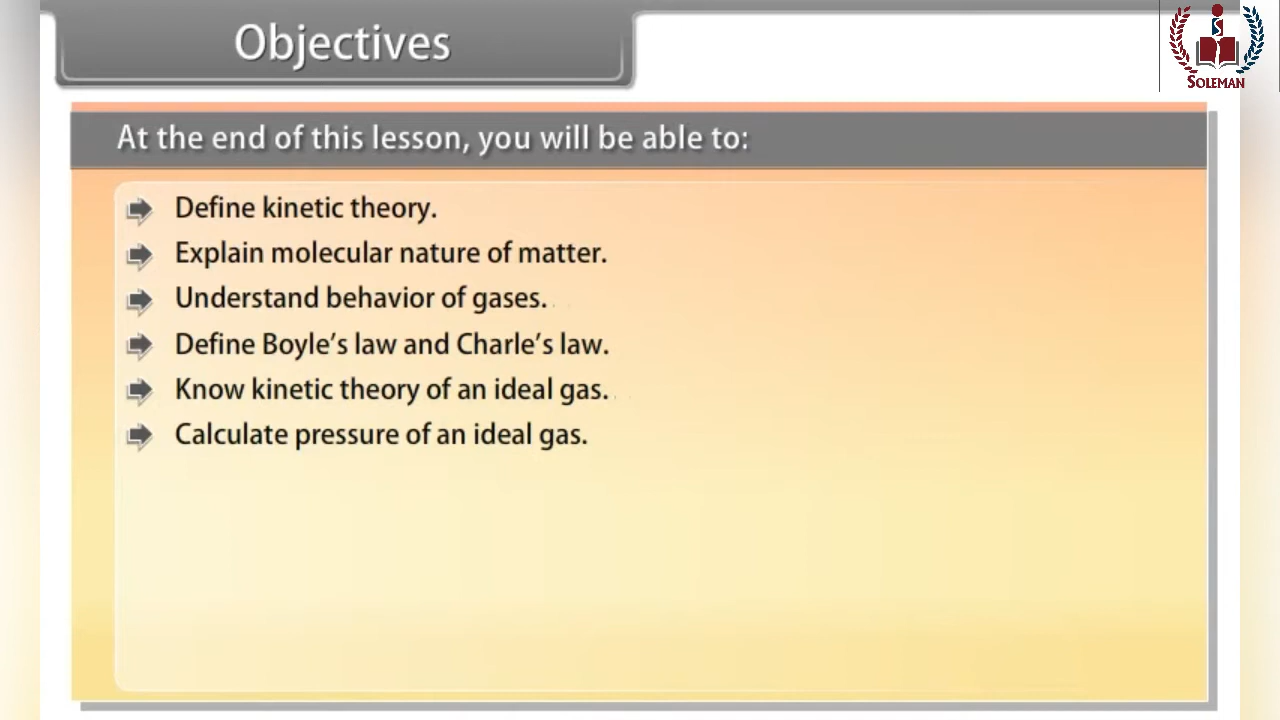 Objectives
SOLEMAN
At the end of this lesson, you will be able to:
Define kinetic theory.
Explain molecular nature of matter.
Understand behavior of gases.
Define Boyle's law and Charle's law.
Know kinetic theory of an ideal gas.
Calculate pressure of an ideal gas.